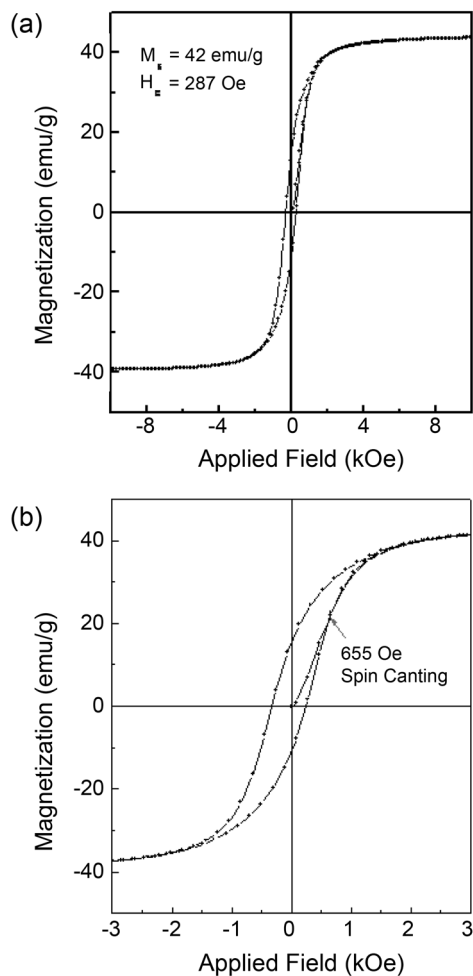 (a)
40
20
0
-20
-40
Magnetization (emu/g)
M = 42 emu/g
H = 287 Oe
-8 -4 0 4 8
Applied Field (kOe)
(b)
40
20
0
-20
-40
Magnetization (emu/g)
655 Oe
Spin Canting
-3 -2 -1 0 1 2 3
Applied Field (kOe)